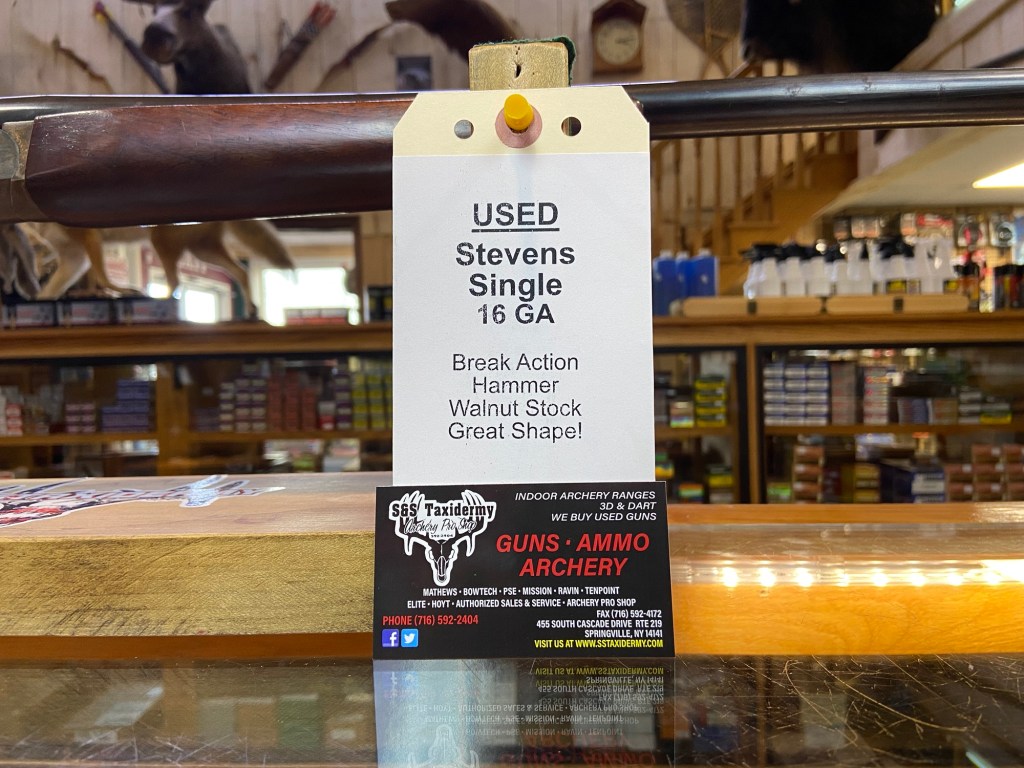 USED
Stevens
Single
16 GA
Break Action
Hammer
Walnut Stock
Great Shape!
S&S Taxidermy
Archery Pro Shop
592-2404
INDOOR ARCHERY RANGES
3D & DART
WE BUY USED GUNS
GUNS · AMMO
ARCHERY
MATHEWS • BOWTECH • PSE • MISSION • RAVIN • TENPOINT
ELITE • HOYT • AUTHORIZED SALES & SERVICE • ARCHERY PRO SHOP
PHONE (716) 592-2404
FAX (716) 592-4172
455 SOUTH CASCADE DRIVE RTE 219
SPRINGVILLE, NY 14141
VISIT US AT WWW.SSTAXIDERMY.COM